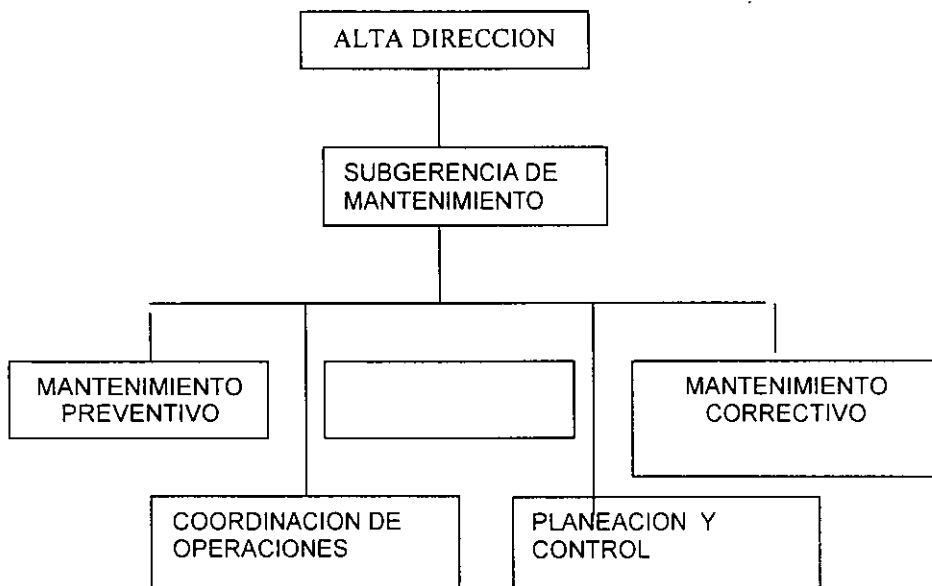 ALTA DIRECCION
SUBGERENCIA DE
MANTENIMIENTO
MANTENIMIENTO
PREVENTIVO
MANTENIMIENTO
CORRECTIVO
COORDINACION DE
OPERACIONES
PLANEACION Y
CONTROL